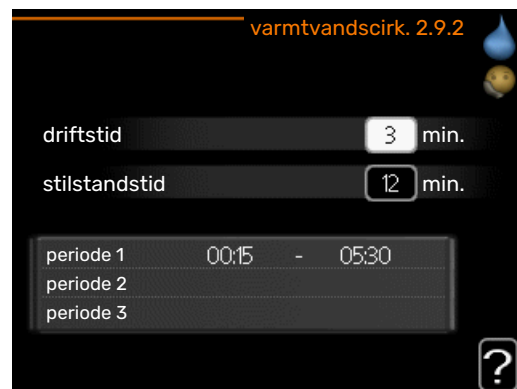 varmtvandscirk. 2.9.2
driftstid 3 min.
stilstandstid 12 min.
periode 1 00:15 - 05:30
periode 2
periode 3
?